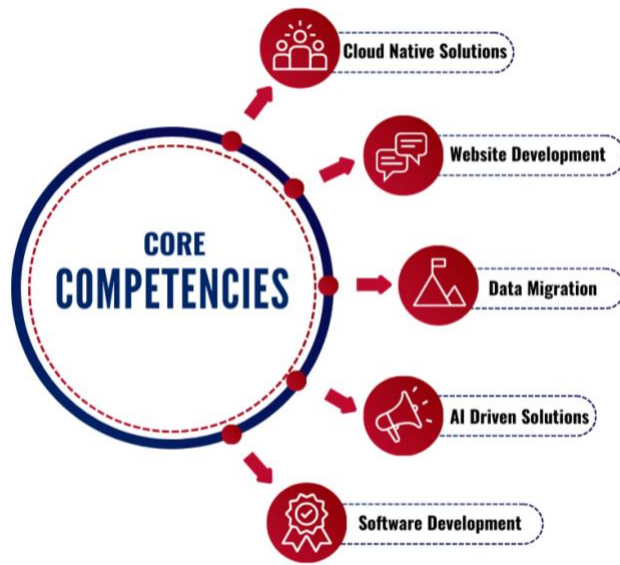 CORE
COMPETENCIES
Cloud Native Solutions
Website Development
Data Migration
AI Driven Solutions
Software Development